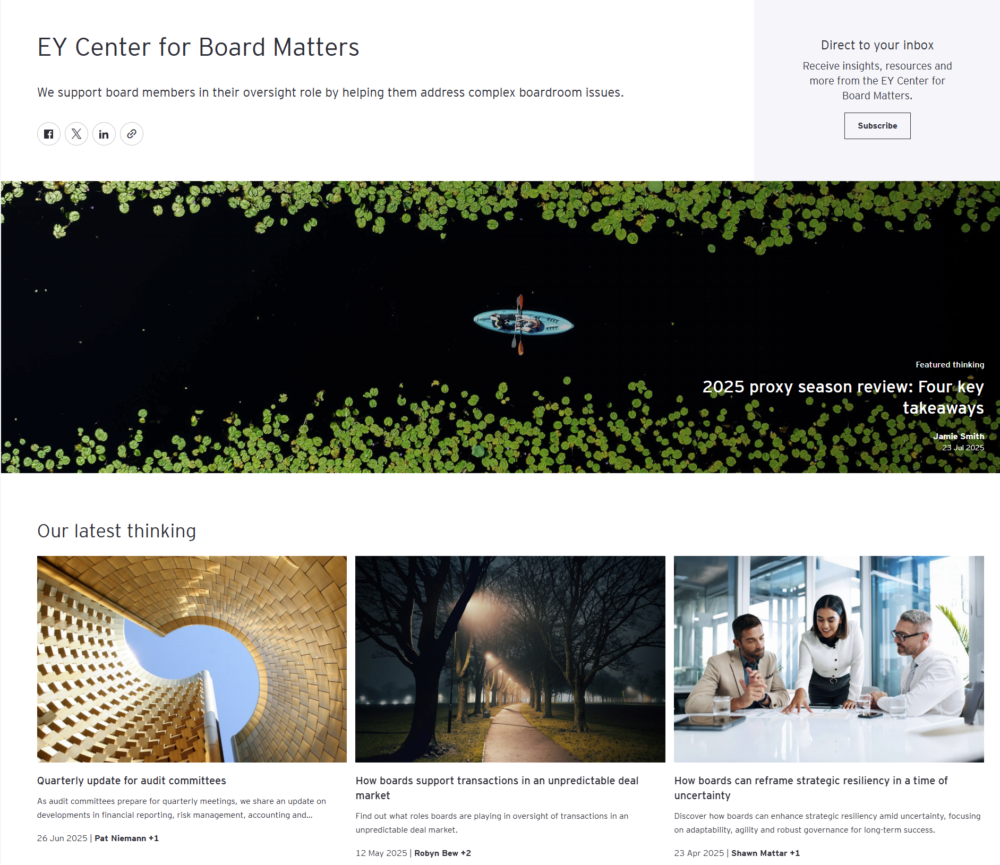 EY Center for Board Matters
We support board members in their oversight role by helping them address complex boardroom issues.
Direct to your inbox
Receive insights, resources and
more from the EY Center for
Board Matters.
Subscribe
Featured thinking
2025 proxy season review: Four key
takeaways
Jamie Smith
23 Jul 2025
Our latest thinking
Quarterly update for audit committees
As audit committees prepare for quarterly meetings, we share an update on
developments in financial reporting, risk management, accounting and...
26 Jun 2025 | Pat Niemann +1
How boards support transactions in an unpredictable deal
market
Find out what roles boards are playing in oversight of transactions in an
unpredictable deal market.
12 May 2025 | Robyn Bew +2
How boards can reframe strategic resiliency in a time of
uncertainty
Discover how boards can enhance strategic resiliency amid uncertainty, focusing
on adaptability, agility and robust governance for long-term success.
23 Apr 2025 | Shawn Mattar +1